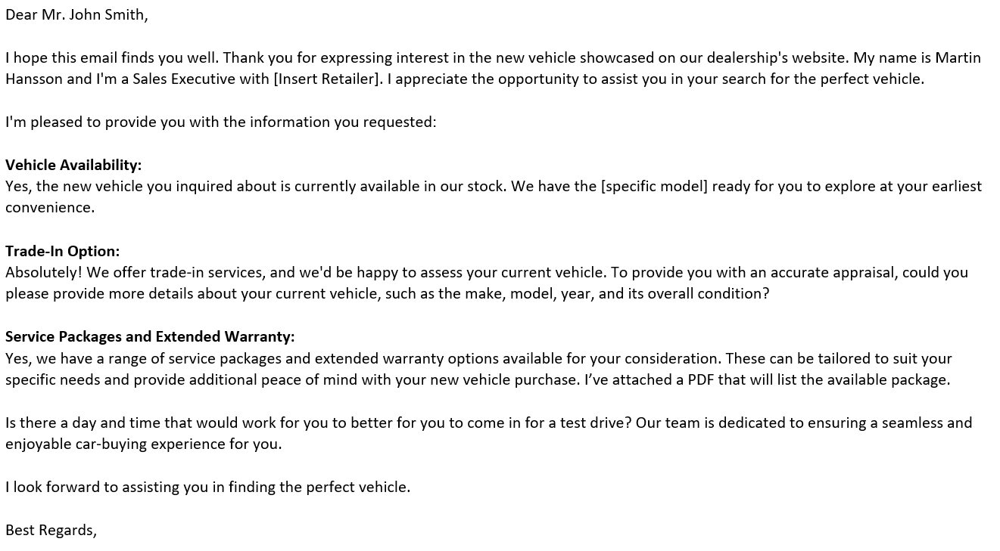 Dear Mr. John Smith,
I hope this email finds you well. Thank you for expressing interest in the new vehicle showcased on our dealership's website. My name is Martin
Hansson and I'm a Sales Executive with [Insert Retailer]. I appreciate the opportunity to assist you in your search for the perfect vehicle.
I'm pleased to provide you with the information you requested:
Vehicle Availability:
Yes, the new vehicle you inquired about is currently available in our stock. We have the [specific model] ready for you to explore at your earliest
convenience.
Trade-In Option:
Absolutely! We offer trade-in services, and we'd be happy to assess your current vehicle. To provide you with an accurate appraisal, could you
please provide more details about your current vehicle, such as the make, model, year, and its overall condition?
Service Packages and Extended Warranty:
Yes, we have a range of service packages and extended warranty options available for your consideration. These can be tailored to suit your
specific needs and provide additional peace of mind with your new vehicle purchase. I’ve attached a PDF that will list the available package.
Is there a day and time that would work for you to better for you to come in for a test drive? Our team is dedicated to ensuring a seamless and
enjoyable car-buying experience for you.
I look forward to assisting you in finding the perfect vehicle.
Best Regards,